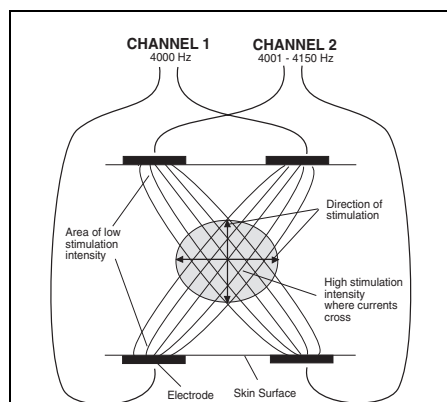 CHANNEL 1
4000 Hz
CHANNEL 2
4001 - 4150 Hz
Area of low
stimulation
intensity
Direction of
stimulation
High stimulation
intensity
where currents
cross
Electrode
Skin Surface